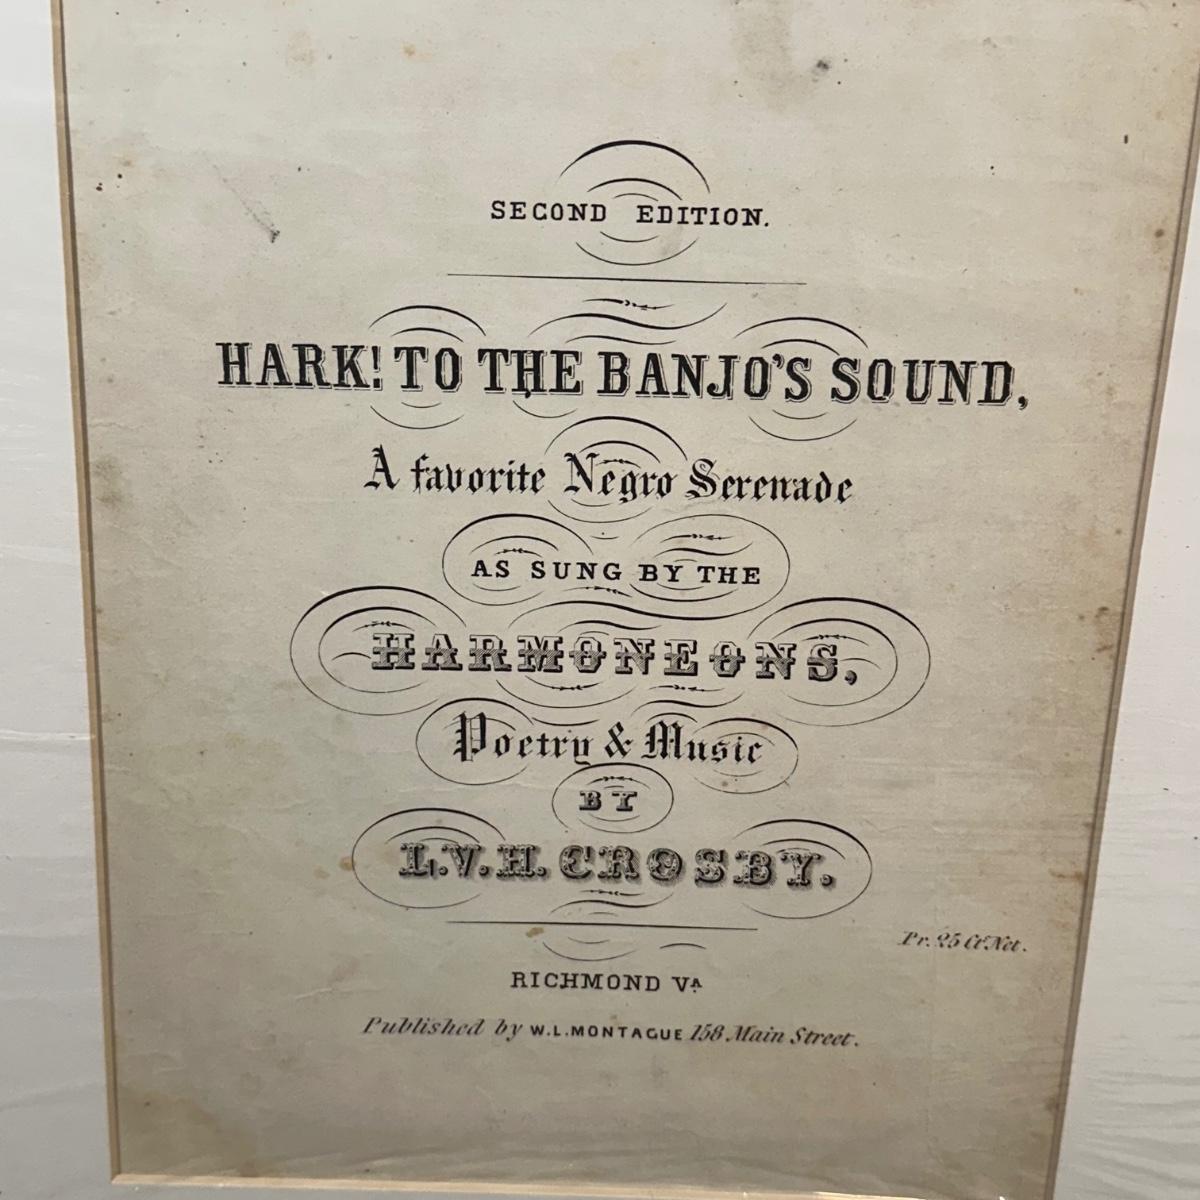 SECOND EDITION.
HARK! TO THE BANJO'S SOUND,
A favorite Negro Serenade
AS SUNG BY THE
HARMONEONS,
Poetry & Music
BY
L.V.H. CROSBY.
Pr. 25 Ct Net.
RICHMOND VA
Published by W.L. MONTAGUE 158 Main Street.